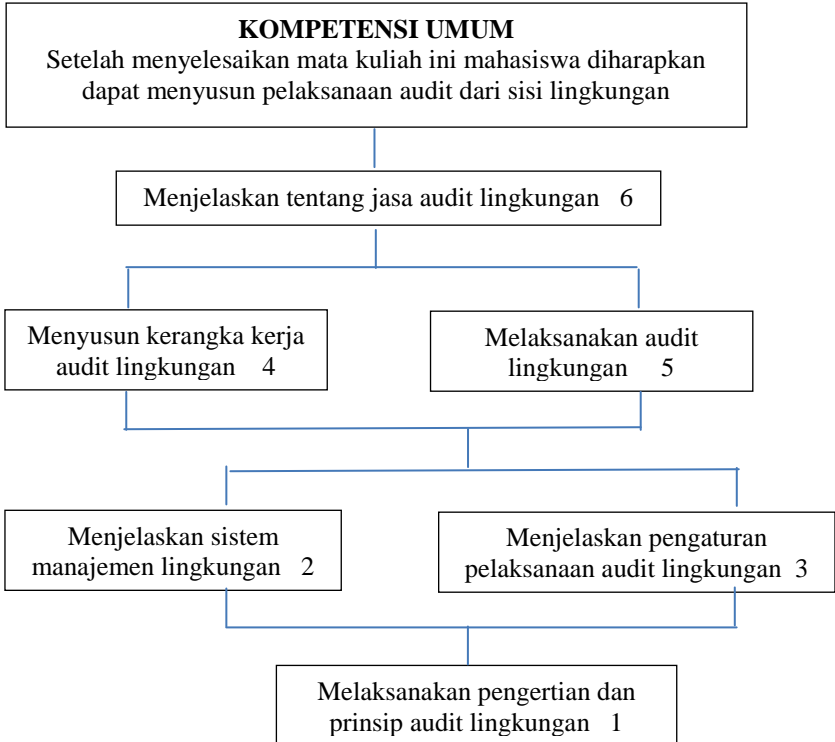 KOMPETENSI UMUM
Setelah menyelesaikan mata kuliah ini mahasiswa diharapkan
dapat menyusun pelaksanaan audit dari sisi lingkungan
Menjelaskan tentang jasa audit lingkungan 6
Menyusun kerangka kerja
audit lingkungan 4
Melaksanakan audit
lingkungan 5
Menjelaskan sistem
manajemen lingkungan 2
Menjelaskan pengaturan
pelaksanaan audit lingkungan 3
Melaksanakan pengertian dan
prinsip audit lingkungan 1